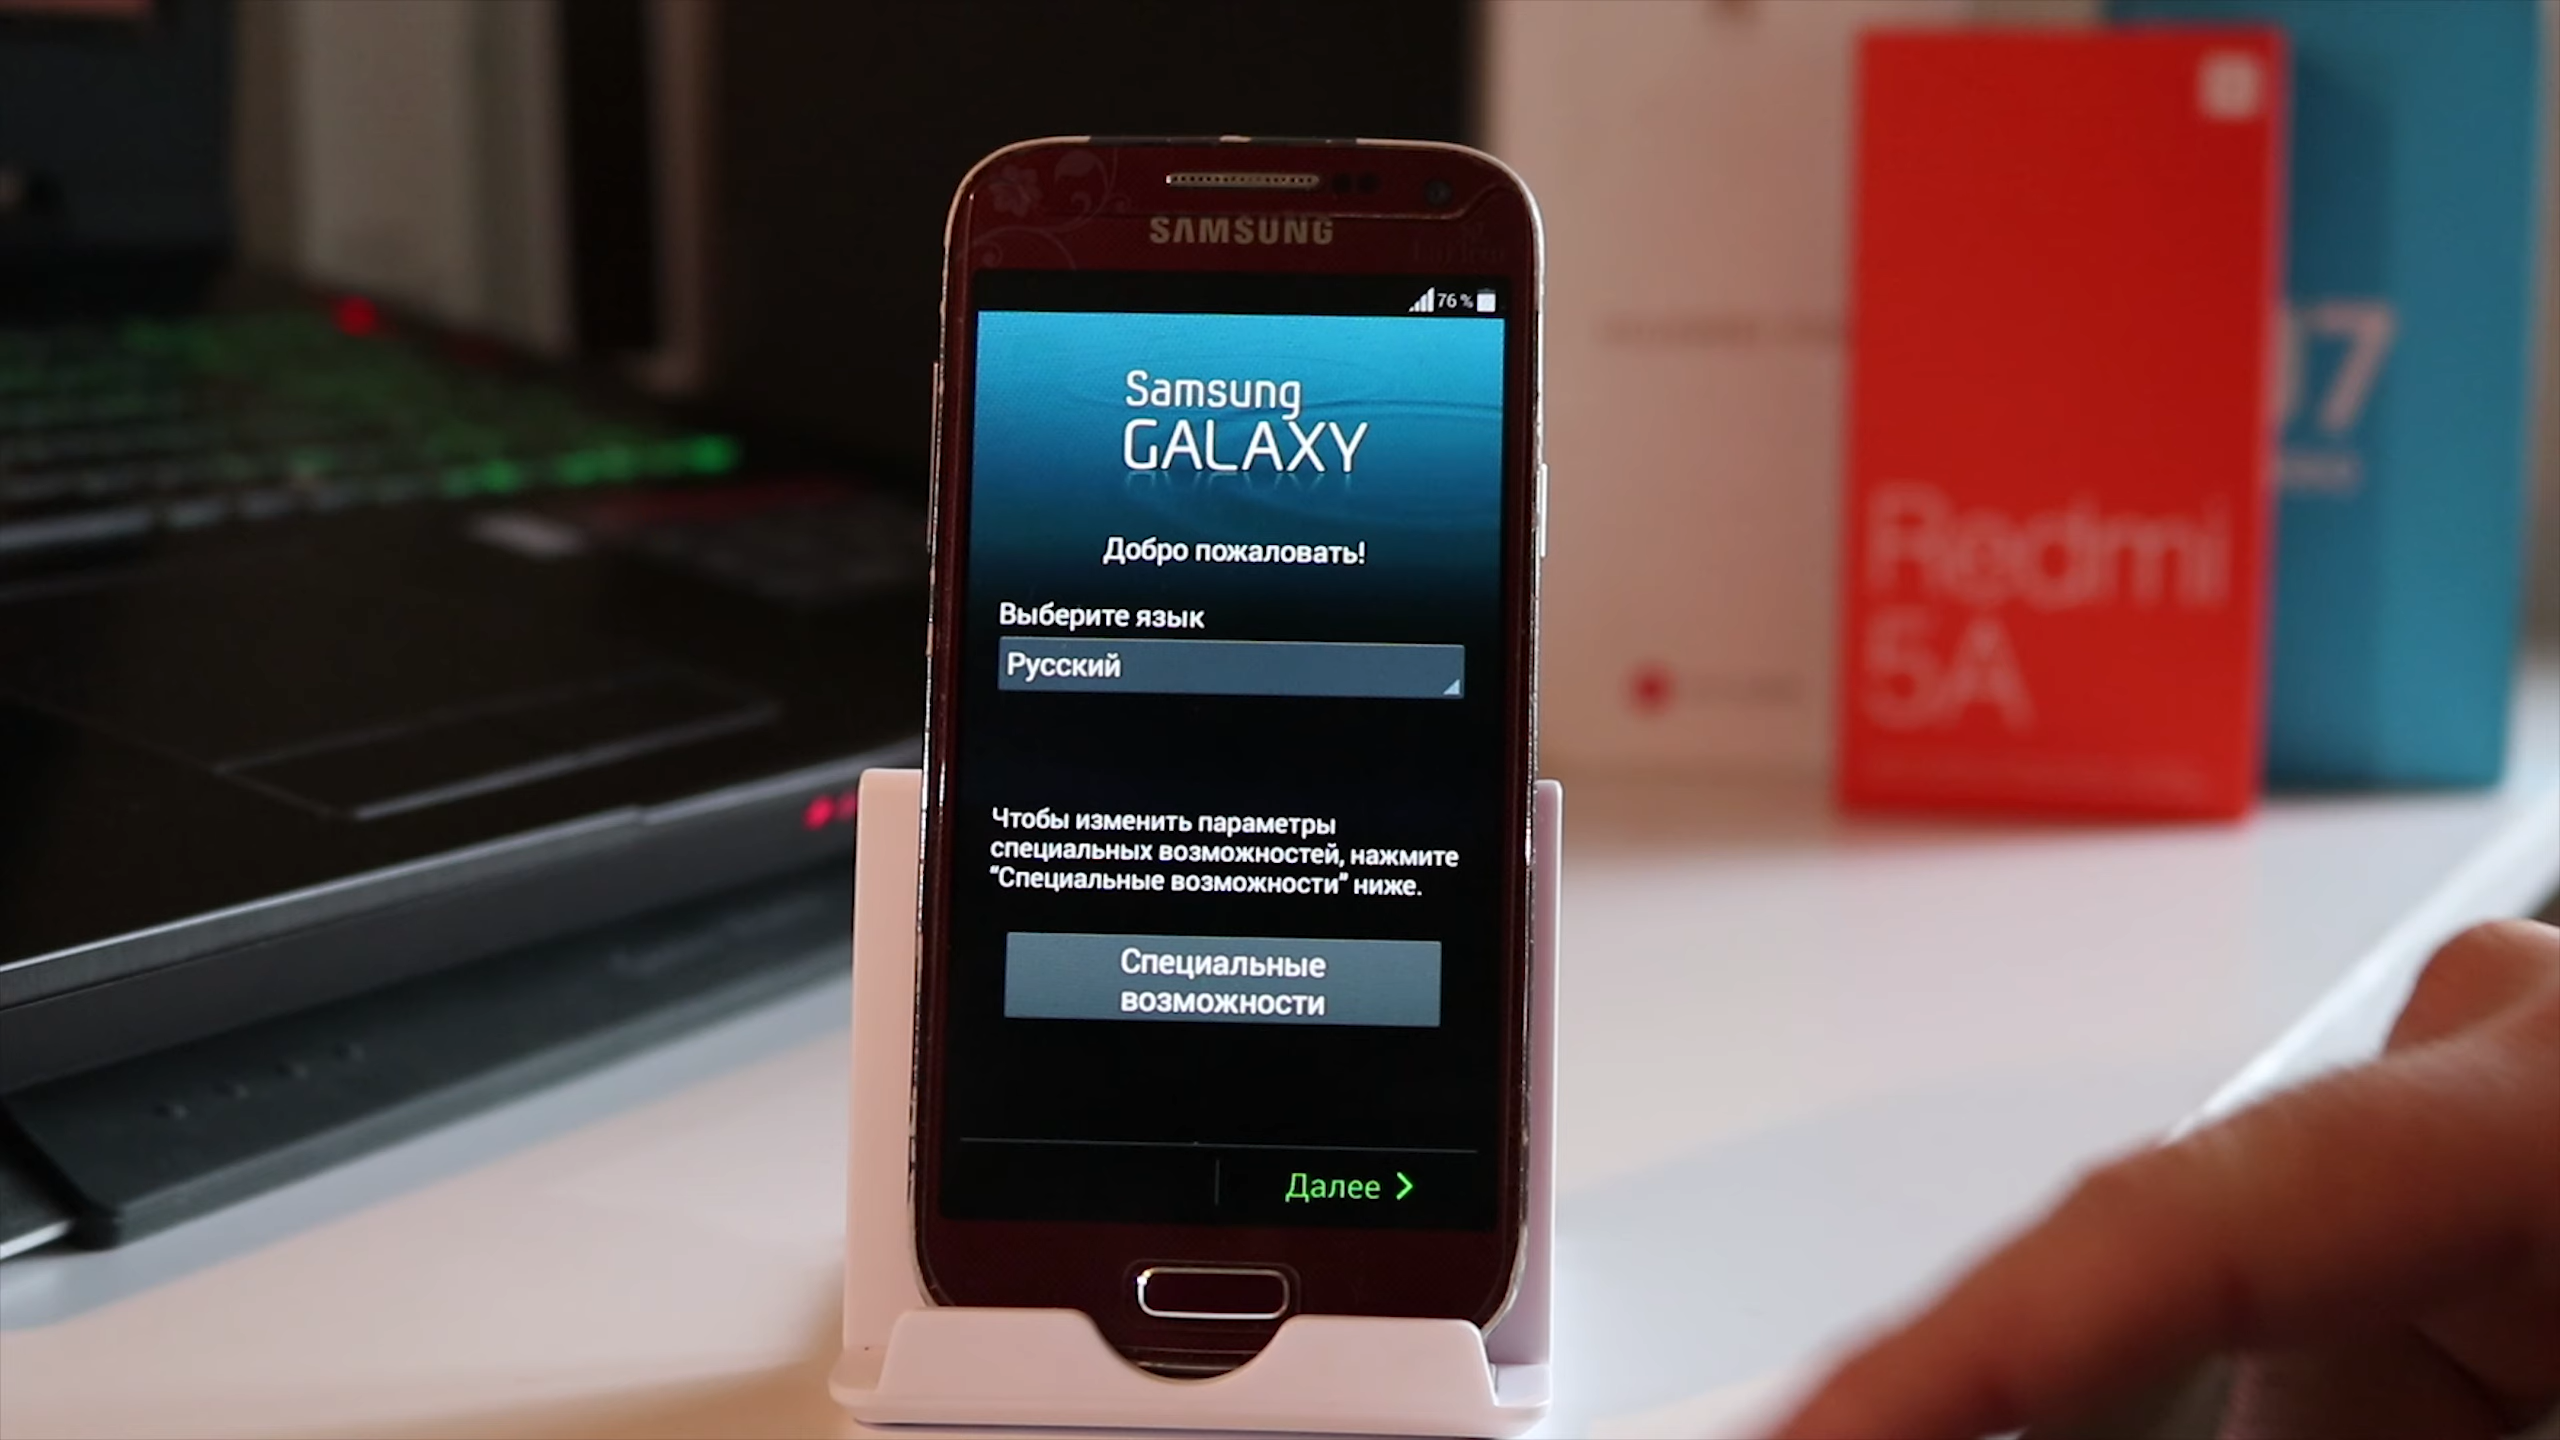 SAMSUNG
76 %
Samsung
GALAXY
Добро пожаловать!
Выберите язык
Русский
Чтобы изменить параметры
специальных возможностей, нажмите
“Специальные возможности” ниже.
Специальные
возможности
Далее
Redmi
5A